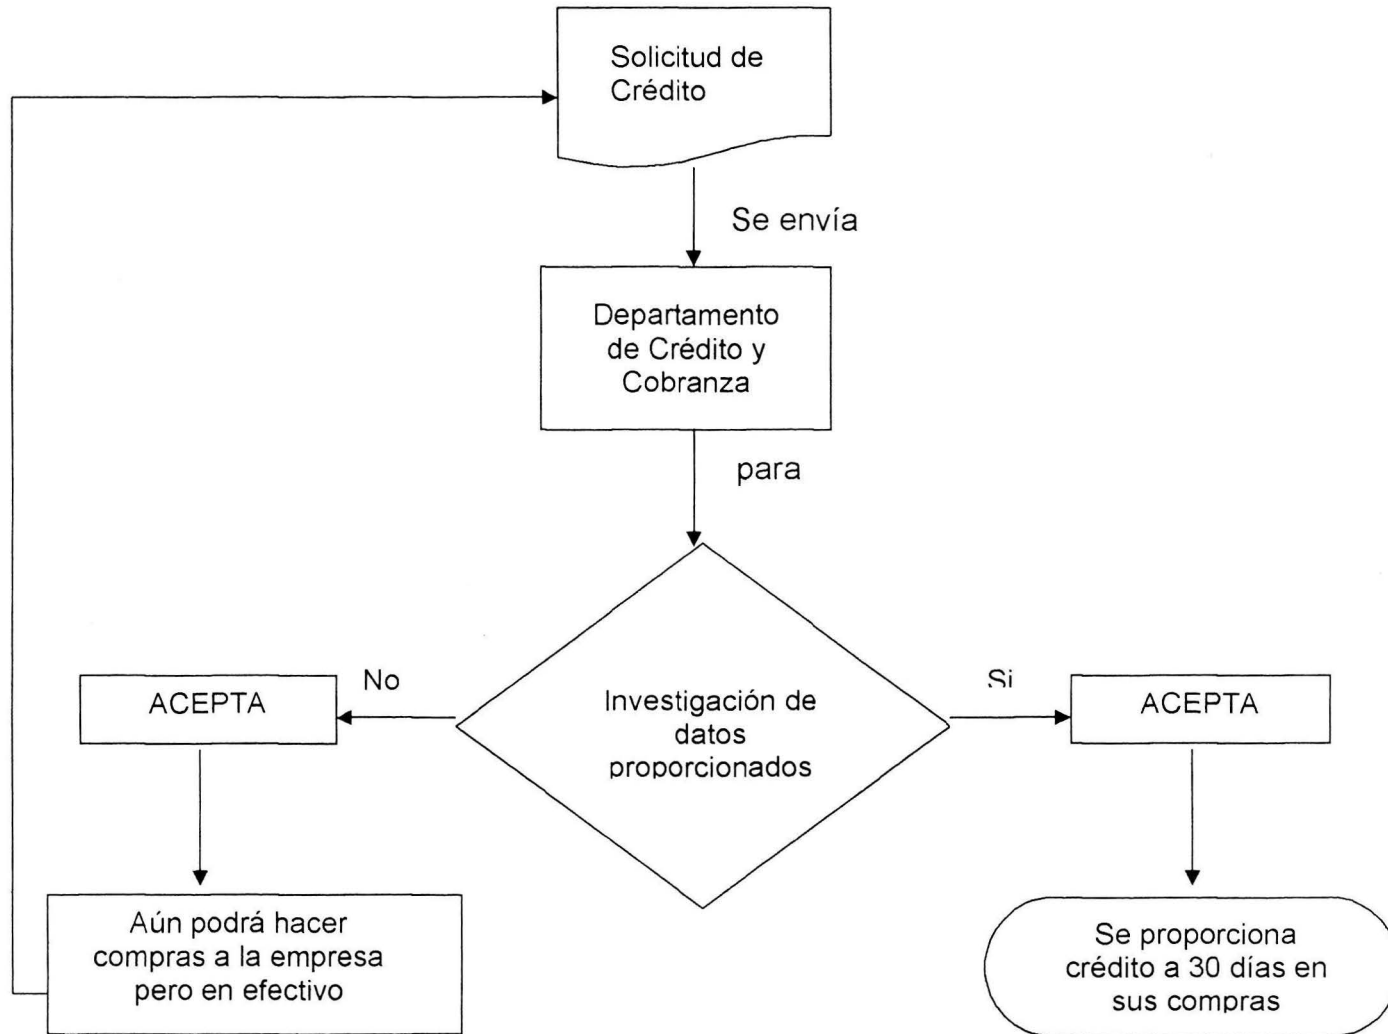 Solicitud de
Crédito
Se envía
Departamento
de Crédito y
Cobranza
para
No
Si
ACEPTA
Investigación de
datos
proporcionados
ACEPTA
Aún podrá hacer
compras a la empresa
pero en efectivo
Se proporciona
crédito a 30 días en
sus compras